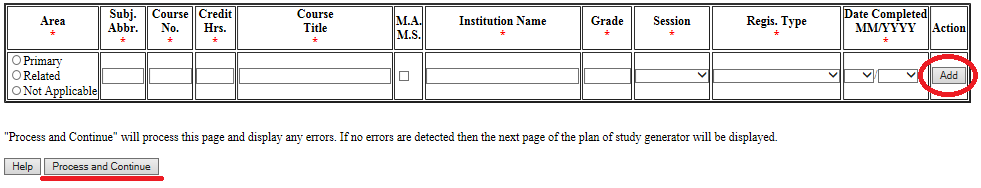 Area Subj. Course Credit Course M.A. Institution Name Grade Session Regis. Type Date Completed Action
* Abbr. No. Hrs. Title M.S. * * * * MM/YYYY
* * * * *
Primary
Related
Not Applicable / Add
"Process and Continue" will process this page and display any errors. If no errors are detected then the next page of the plan of study generator will be displayed.
Help Process and Continue